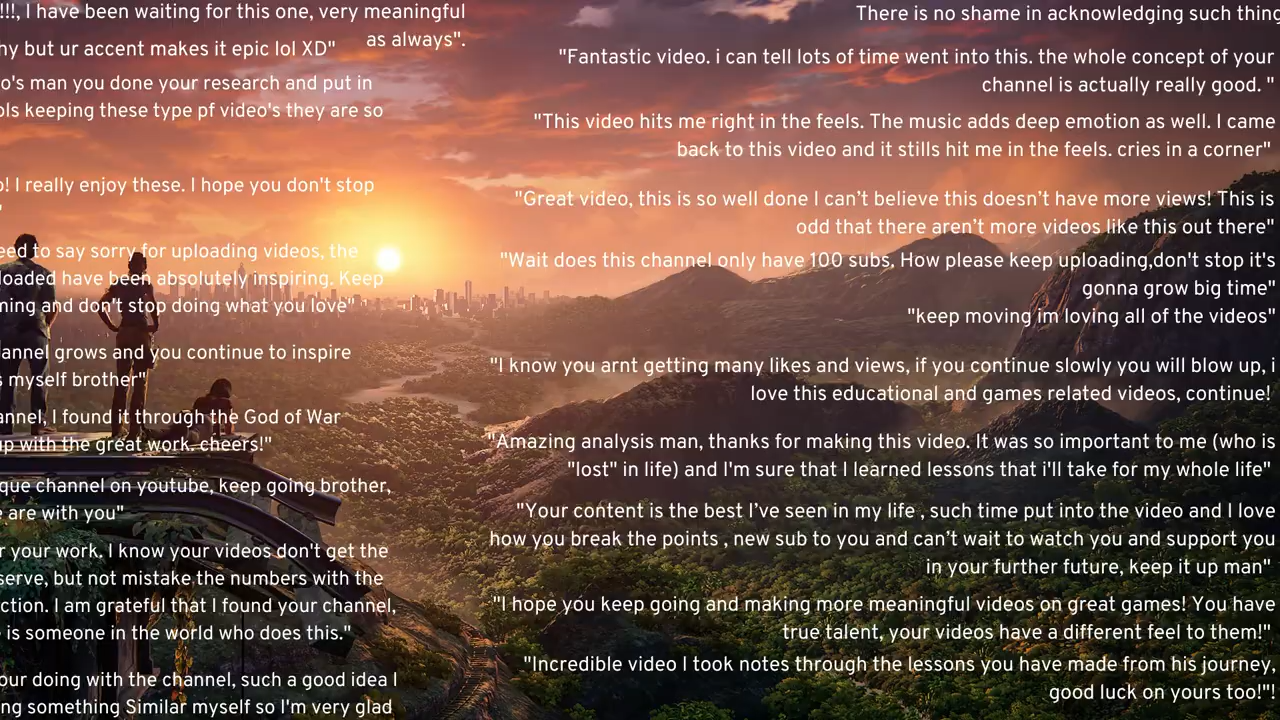 !!!, I have been waiting for this one, very meaningful
as always".
hy but ur accent makes it epic lol XD"
o's man you done your research and put in
ols keeping these type pf video's they are so
o! I really enjoy these. I hope you don't stop
"
eed to say sorry for uploading videos, the
loaded have been absolutely inspiring. Keep
ming and don't stop doing what you love"
annel grows and you continue to inspire
s myself brother"
annel, I found it through the God of War
up with the great work. cheers!"
que channel on youtube, keep going brother,
e are with you"
r your work. I know your videos don't get the
serve, but not mistake the numbers with the
ction. I am grateful that I found your channel,
e is someone in the world who does this."
our doing with the channel, such a good idea I
ng something Similar myself so I'm very glad
There is no shame in acknowledging such thing
"Fantastic video. i can tell lots of time went into this. the whole concept of your
channel is actually really good. "
"This video hits me right in the feels. The music adds deep emotion as well. I came
back to this video and it stills hit me in the feels. cries in a corner"
"Great video, this is so well done I can't believe this doesn't have more views! This is
odd that there aren't more videos like this out there"
"Wait does this channel only have 100 subs, How please keep uploading,don't stop it's
gonna grow big time"
"keep moving im loving all of the videos"
"I know you arnt getting many likes and views, if you continue slowly you will blow up, i
love this educational and games related videos, continue!
"Amazing analysis man, thanks for making this video. It was so important to me (who is
"lost" in life) and I'm sure that I learned lessons that i'll take for my whole life"
"Your content is the best I've seen in my life , such time put into the video and I love
how you break the points , new sub to you and can't wait to watch you and support you
in your further future, keep it up man"
"I hope you keep going and making more meaningful videos on great games! You have
true talent, your videos have a different feel to them!"
"Incredible video I took notes through the lessons you have made from his journey,
good luck on yours too!"!